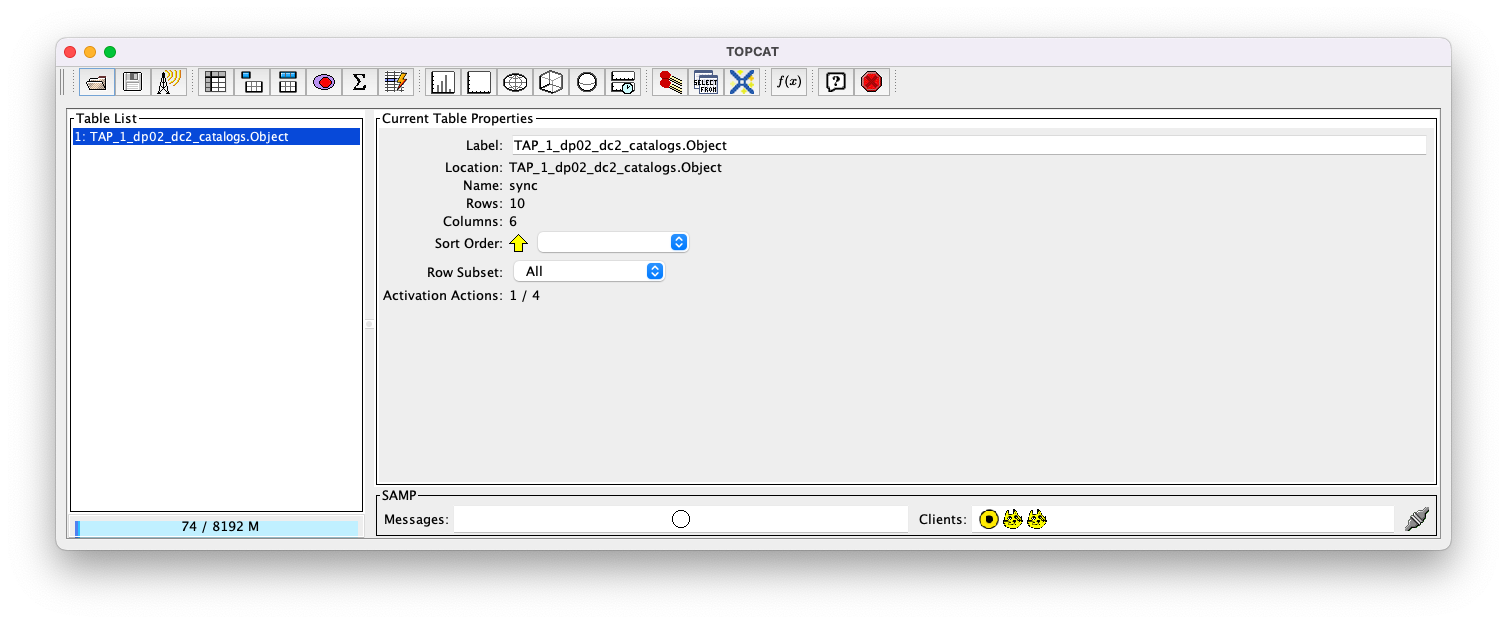 TOPCAT
Σ
SELECT
FROM
f(x)
?
Table List
1: TAP_1_dp02_dc2_catalogs.Object
74 / 8192 M
Current Table Properties
Label: TAP_1_dp02_dc2_catalogs.Object
Location: TAP_1_dp02_dc2_catalogs.Object
Name: sync
Rows: 10
Columns: 6
Sort Order:
Row Subset: All
Activation Actions: 1 / 4
SAMP
Messages:
Clients: